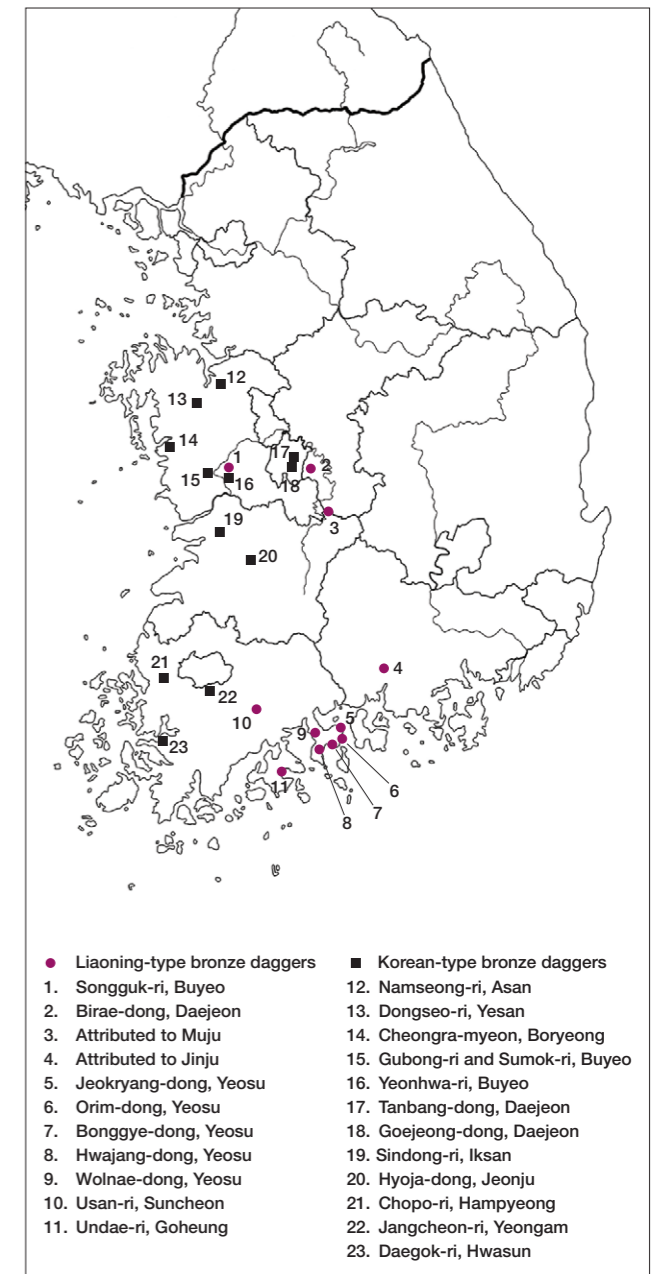 12
13
14
17
1
2
15
16
18
19
3
20
4
21
22
10
5
9
23
6
11
7
8
Liaoning-type bronze daggers
1. Songguk-ri, Buyeo
2. Birae-dong, Daejeon
3. Attributed to Muju
4. Attributed to Jinju
5. Jeokryang-dong, Yeosu
6. Orim-dong, Yeosu
7. Bonggye-dong, Yeosu
8. Hwajang-dong, Yeosu
9. Wolnae-dong, Yeosu
10. Usan-ri, Suncheon
11. Undae-ri, Goheung
Korean-type bronze daggers
12. Namseong-ri, Asan
13. Dongseo-ri, Yesan
14. Cheongra-myeon, Boryeong
15. Gubong-ri and Sumok-ri, Buyeo
16. Yeonhwa-ri, Buyeo
17. Tanbang-dong, Daejeon
18. Goejeong-dong, Daejeon
19. Sindong-ri, Iksan
20. Hyoja-dong, Jeonju
21. Chopo-ri, Hampyeong
22. Jangcheon-ri, Yeongam
23. Daegok-ri, Hwasun